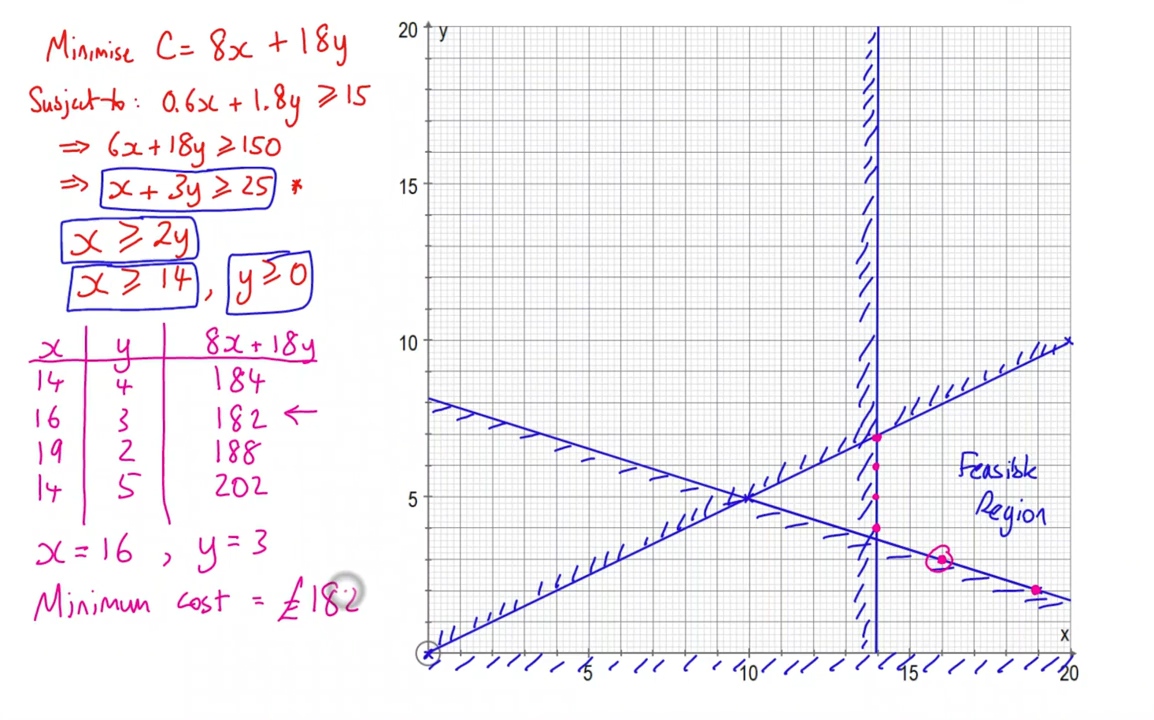 Minimise C = 8x + 18y
Subject to: 0.6x + 1.8y ⩾ 15
⇒ 6x + 18y ⩾ 150
⇒ x + 3y ⩾ 25 *
x ⩾ 2y
x ⩾ 14, y ⩾ 0
x y 8x + 18y
14 4 184
16 3 182 ←
19 2 188
14 5 202
x = 16, y = 3
Minimum cost = £182
y
20
15
10
5
5 10 15 20
x
Feasible
Region